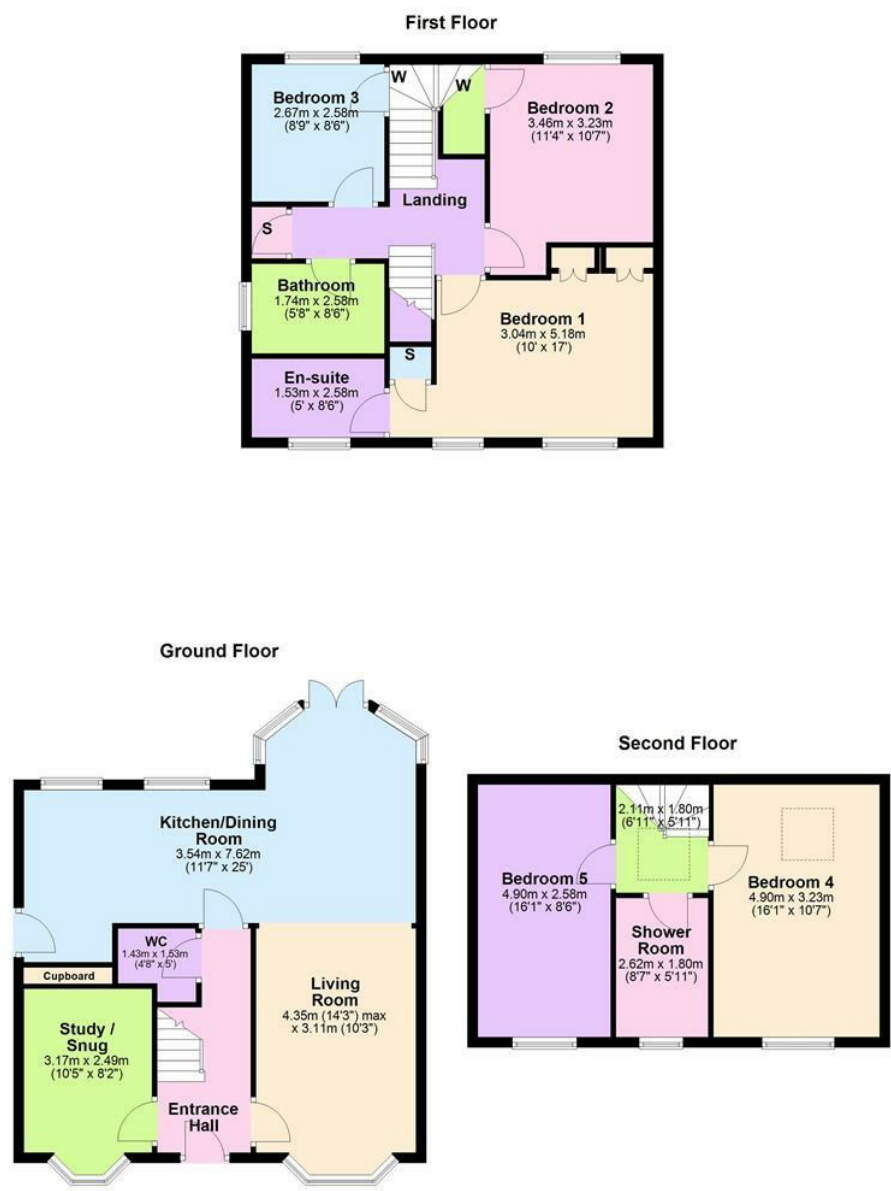 First Floor
W
W
Bedroom 3
2.67m x 2.58m
(8'9" x 8'6")
Bedroom 2
3.46m x 3.23m
(11'4" x 10'7")
Landing
S
Bathroom
1.74m x 2.58m
(5'8" x 8'6")
Bedroom 1
3.04m x 5.18m
(10' x 17')
S
En-suite
1.53m x 2.58m
(5' x 8'6")
Ground Floor
Kitchen/Dining
Room
3.54m x 7.62m
(11'7" x 25')
WC
1.43m x 1.53m
(4'8" x 5')
Cupboard
Living
Room
4.35m (14'3") max
x 3.11m (10'3")
Study /
Snug
3.17m x 2.49m
(10'5" x 8'2")
Entrance
Hall
Second Floor
2.11m x 1.80m
(6'11" x 5'11")
Bedroom 5
4.90m x 2.58m
(16'1" x 8'6")
Bedroom 4
4.90m x 3.23m
(16'1" x 10'7")
Shower
Room
2.62m x 1.80m
(8'7" x 5'11")